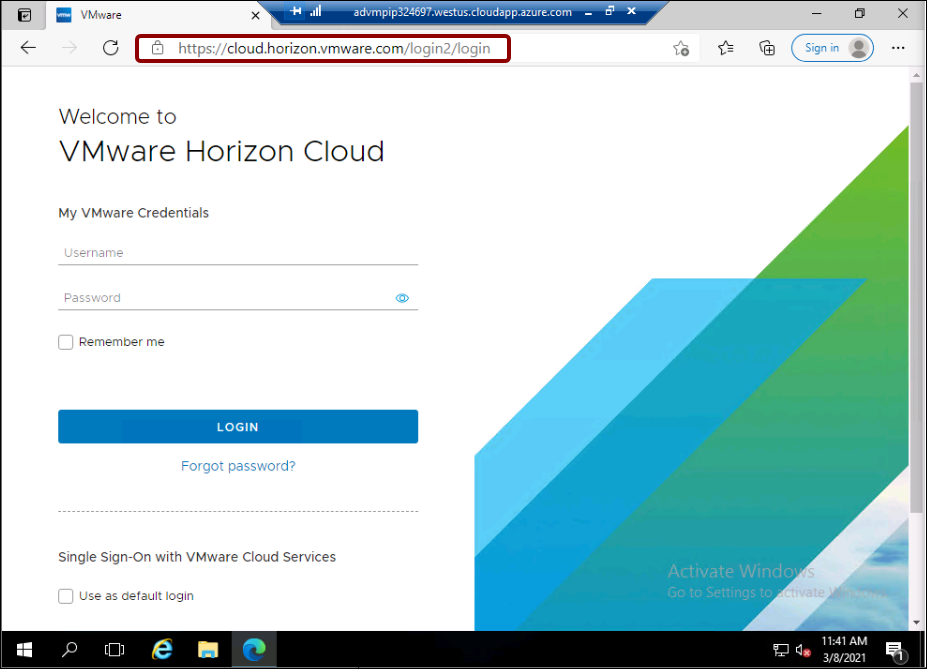 VMware
advmpip324697.westus.cloudapp.azure.com
https://cloud.horizon.vmware.com/login2/login
Sign in
Welcome to
VMware Horizon Cloud
My VMware Credentials
Username
Password
Remember me
LOGIN
Forgot password?
Single Sign-On with VMware Cloud Services
Use as default login
Activate Windows
Go to Settings to activate Windows.
11:41 AM
3/8/2021
1